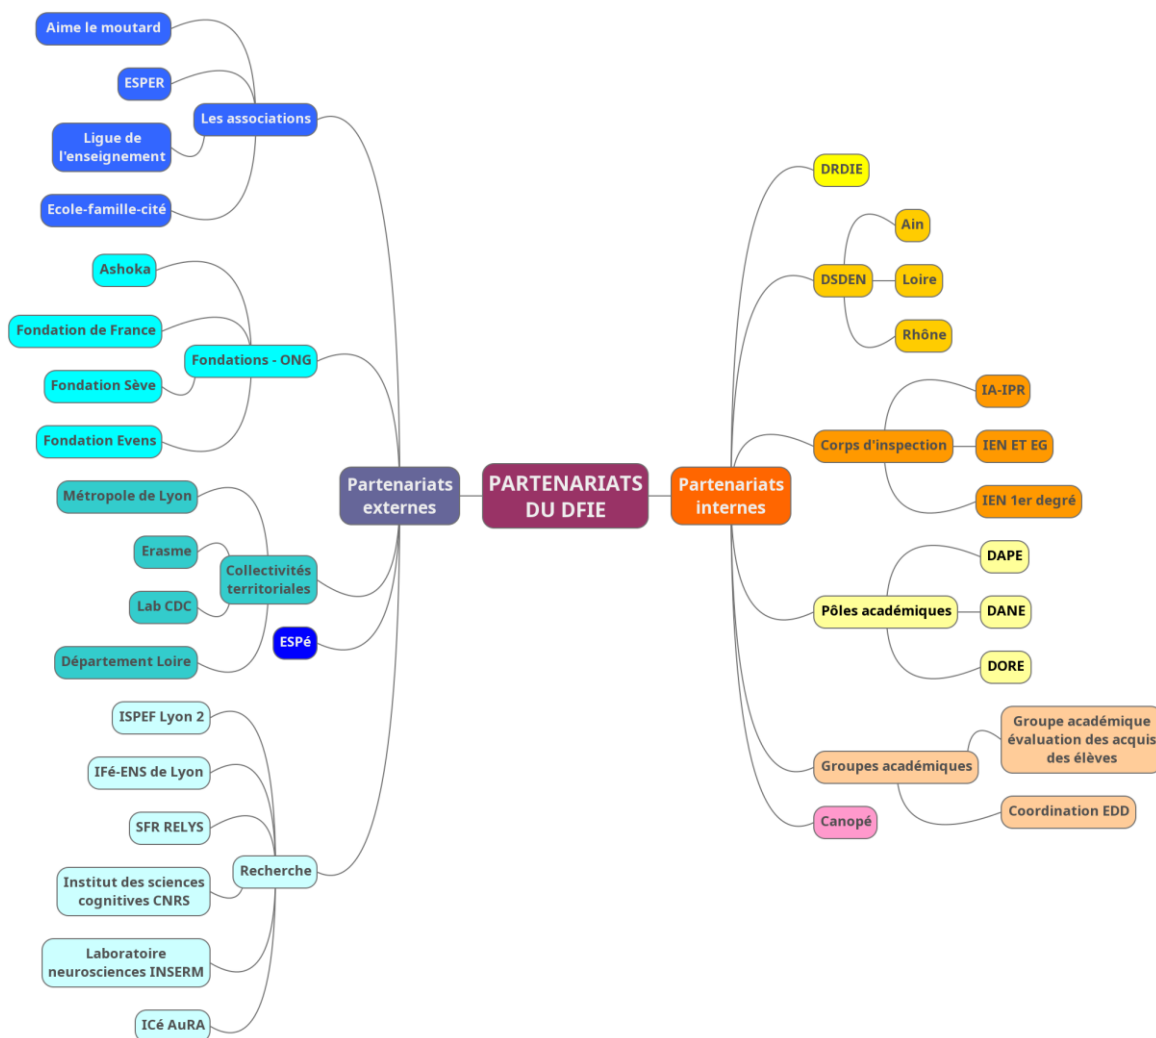 PARTENARIATS
DU DFIE
Partenariats
externes
Les associations
Aime le moutard
ESPER
Ligue de
l'enseignement
Ecole-famille-cité
Fondations - ONG
Ashoka
Fondation de France
Fondation Sève
Fondation Evens
Collectivités
territoriales
Métropole de Lyon
Erasme
Lab CDC
Département Loire
ESPé
Recherche
ISPEF Lyon 2
IFé-ENS de Lyon
SFR RELYS
Institut des sciences
cognitives CNRS
Laboratoire
neurosciences INSERM
ICé AuRA
Partenariats
internes
DRDIE
DSDEN
Ain
Loire
Rhône
Corps d'inspection
IA-IPR
IEN ET EG
IEN 1er degré
Pôles académiques
DAPE
DANE
DORE
Groupes académiques
Groupe académique
évaluation des acquis
des élèves
Coordination EDD
Canopé